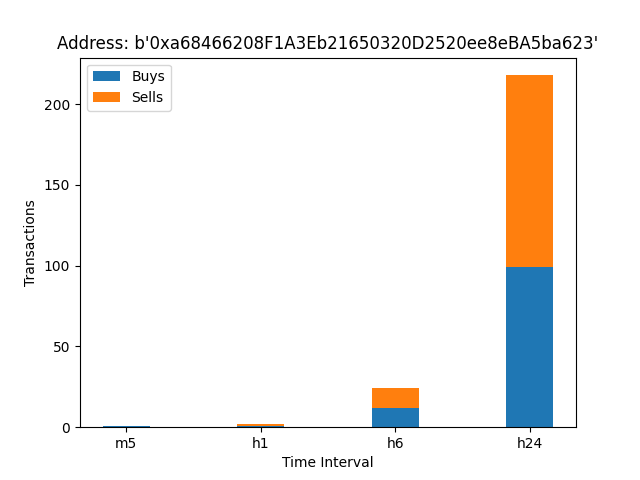 Address: b'0xa68466208F1A3Eb21650320D2520ee8eBA5ba623'
Buys
Sells
200
150
100
50
0
Transactions
m5 h1 h6 h24
Time Interval